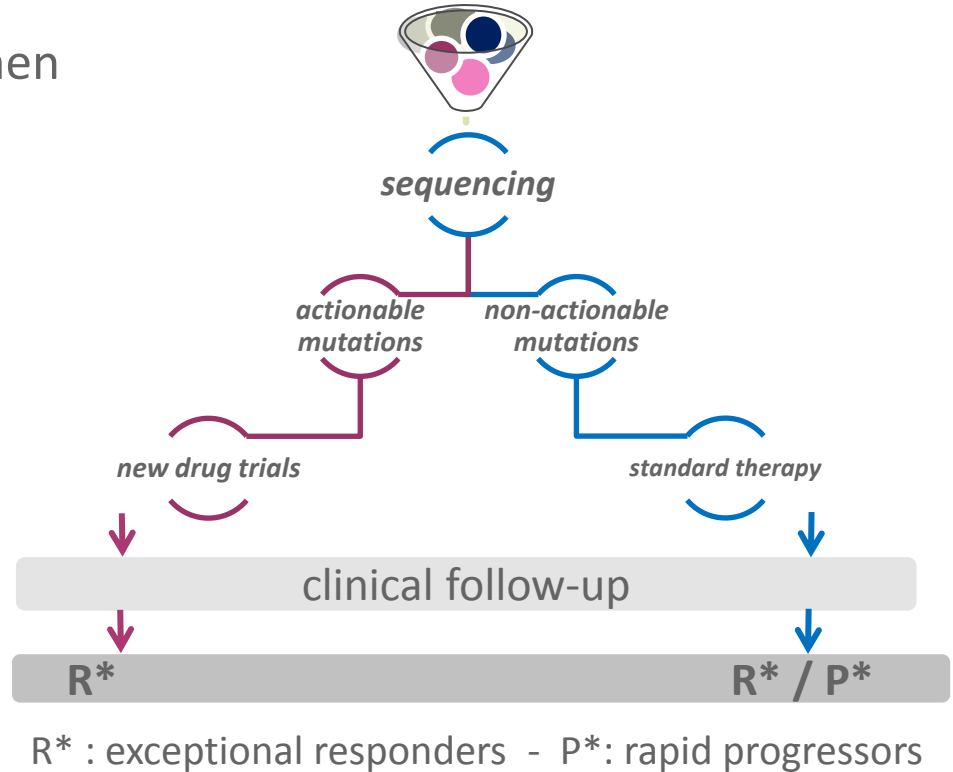 sequencing
actionable
mutations
non-actionable
mutations
new drug trials
standard therapy
clinical follow-up
R*
R* / P*
R* : exceptional responders - P*: rapid progressors